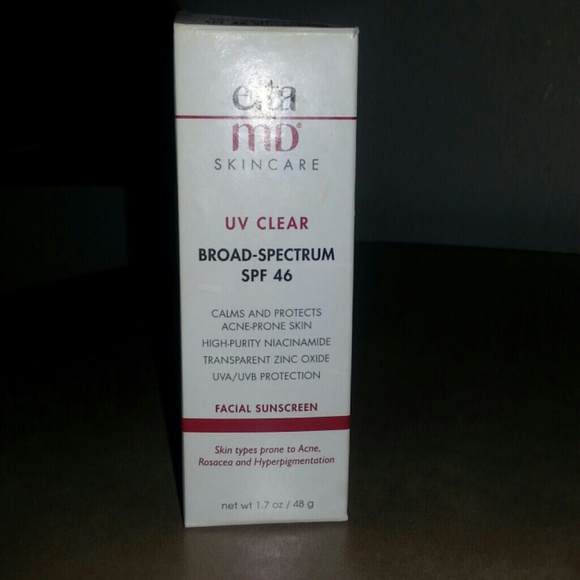 elta
MD®
SKINCARE
UV CLEAR
BROAD-SPECTRUM
SPF 46
CALMS AND PROTECTS
ACNE-PRONE SKIN
HIGH-PURITY NIACINAMIDE
TRANSPARENT ZINC OXIDE
UVA/UVB PROTECTION
FACIAL SUNSCREEN
Skin types prone to Acne,
Rosacea and Hyperpigmentation
net wt 1.7 oz / 48 g